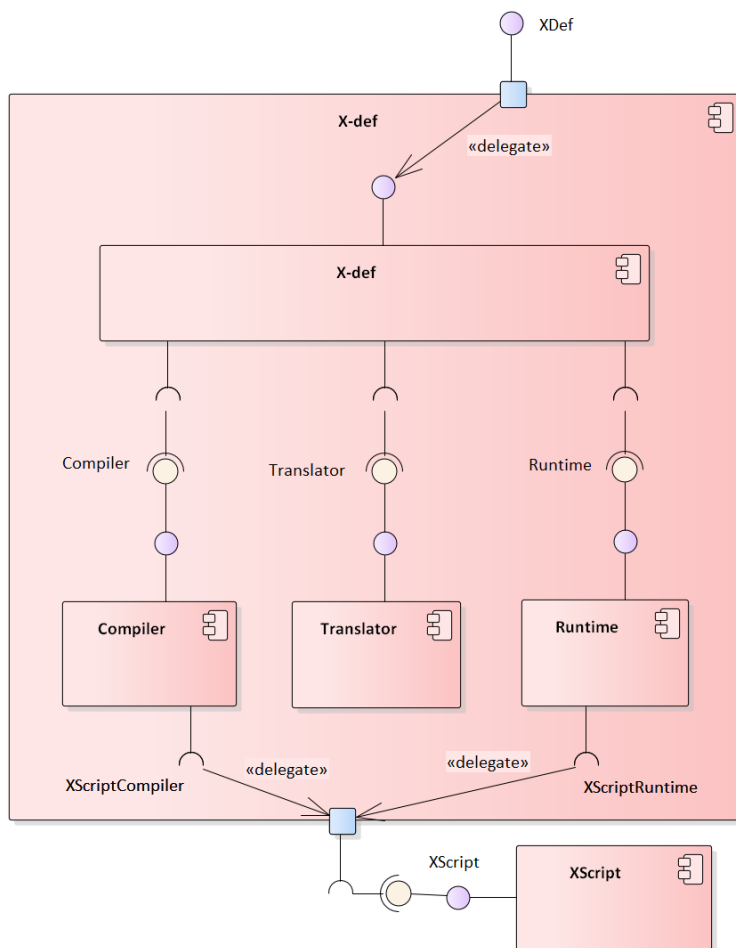 XDef
X-def
«delegate»
X-def
Compiler
Translator
Runtime
Compiler
Translator
Runtime
«delegate»
«delegate»
XScriptCompiler
XScriptRuntime
XScript
XScript